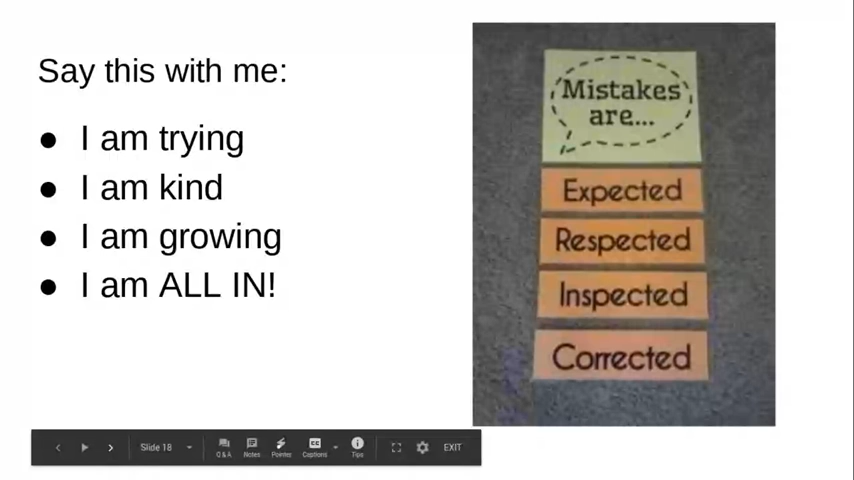 Say this with me:
● I am trying
● I am kind
● I am growing
● I am ALL IN!
Mistakes
are...
Expected
Respected
Inspected
Corrected
Slide 18
Q & A
Notes
Pointer
CC
Captions
Tips
EXIT